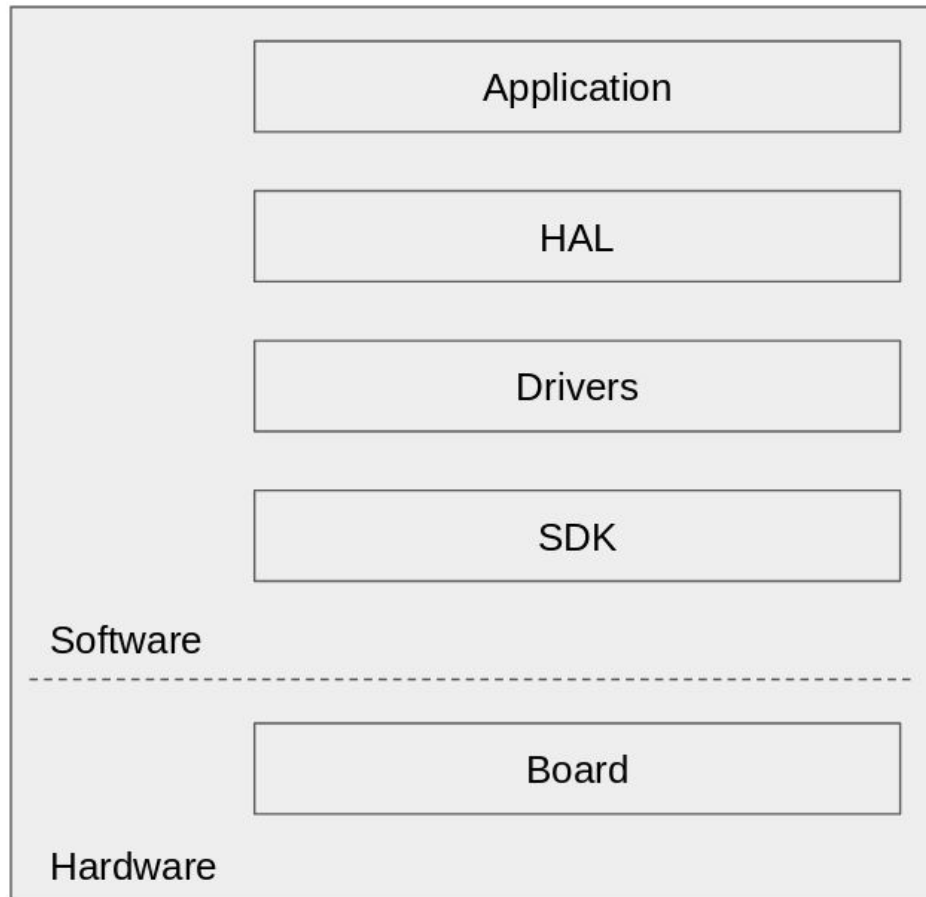 Application
HAL
Drivers
SDK
Software
Board
Hardware